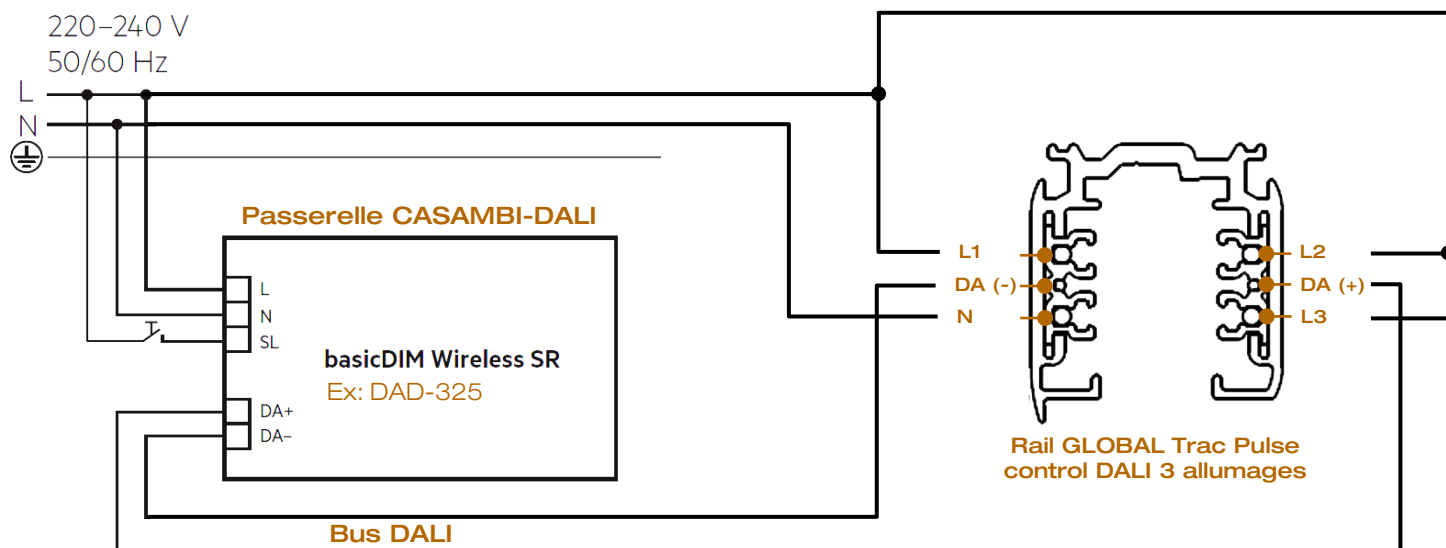 220–240 V
50/60 Hz
L
N
Passerelle CASAMBI-DALI
L
N
SL
basicDIM Wireless SR
Ex: DAD-325
DA+
DA–
Bus DALI
L1
DA (-)
N
L2
DA (+)
L3
Rail GLOBAL Trac Pulse
control DALI 3 allumages